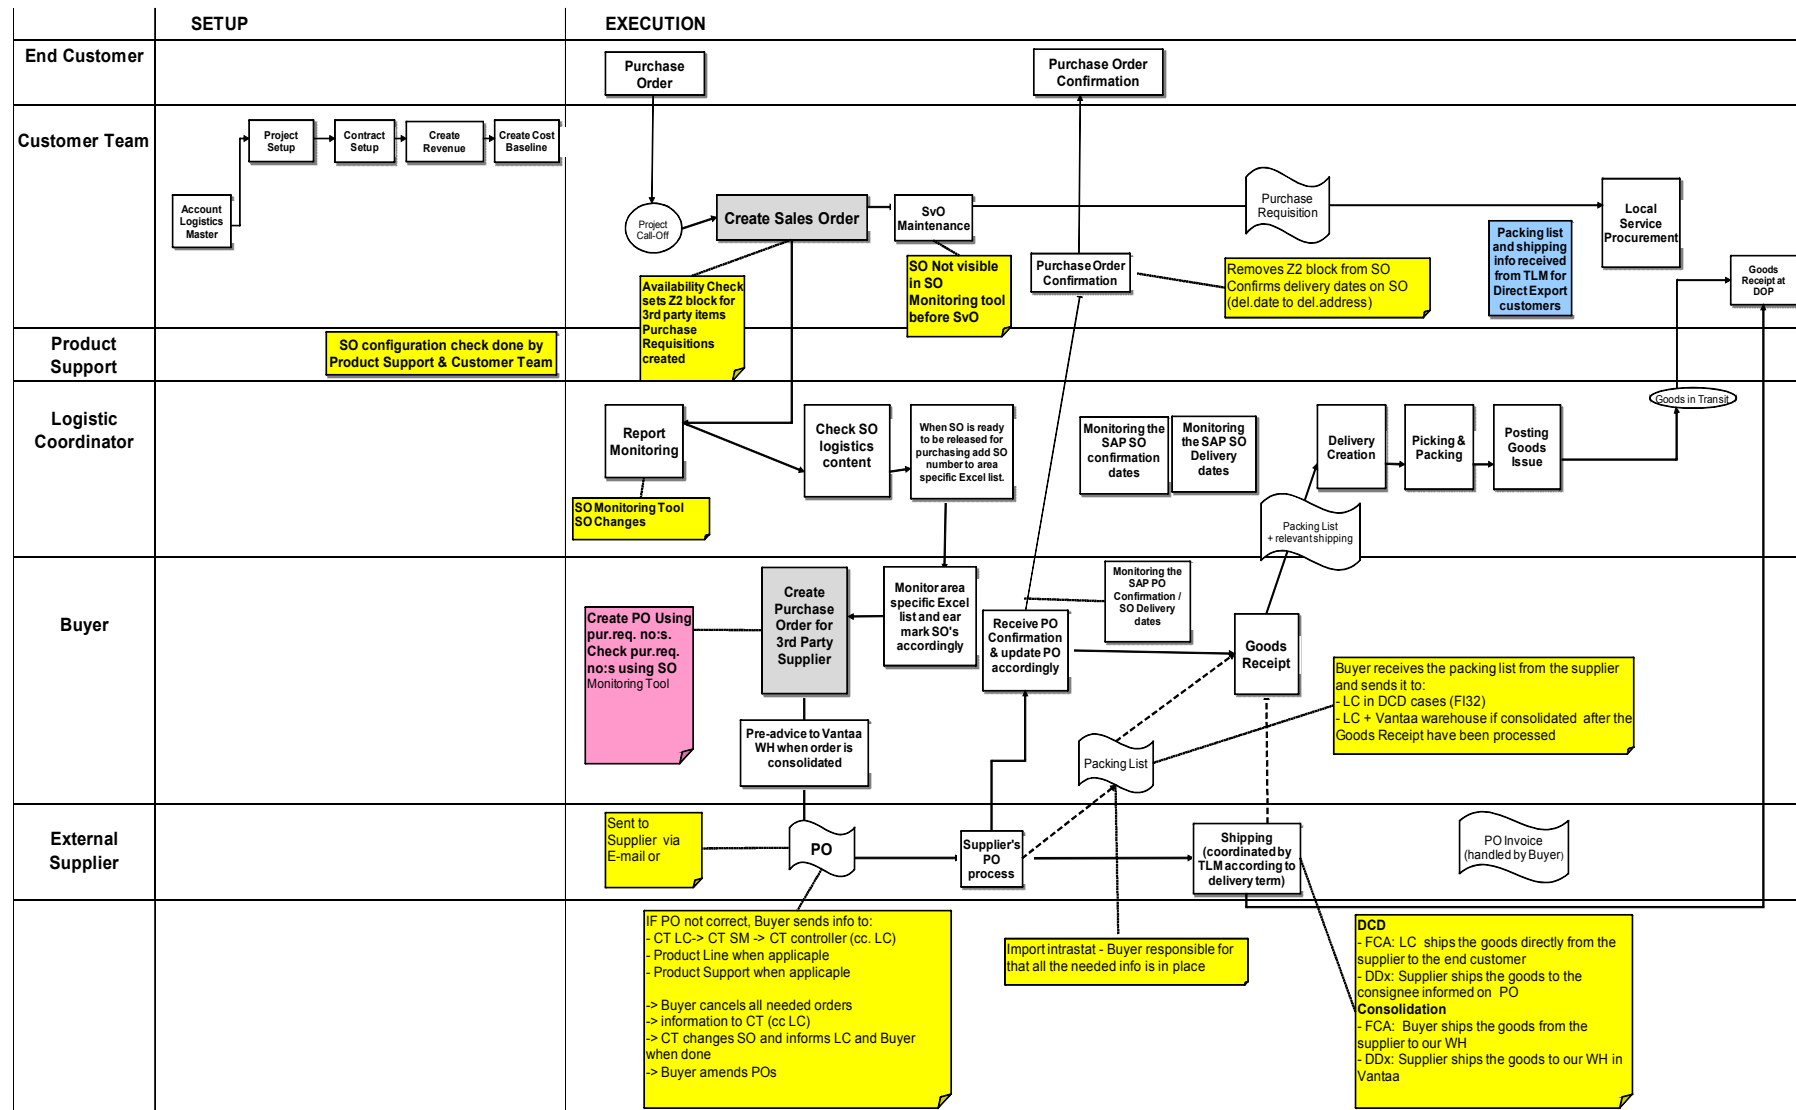 SETUP
EXECUTION
End Customer
Purchase
Order
Purchase Order
Confirmation
Customer Team
Project
Setup
Contract
Setup
Create
Revenue
Create Cost
Baseline
Account
Logistics
Master
Project
Call-Off
Create Sales Order
SvO
Maintenance
Purchase
Requisition
Local
Service
Procurement
Packing list
and shipping
info received
from TLM for
Direct Export
customers
Goods
Receipt at
DOP
Purchase Order
Confirmation
Removes Z2 block from SO
Confirms delivery dates on SO
(del.date to del.address)
SO Not visible
in SO
Monitoring tool
before SvO
Availability Check
sets Z2 block for
3rd party items
Purchase
Requisitions
created
Product
Support
SO configuration check done by
Product Support & Customer Team
Logistic
Coordinator
Report
Monitoring
Check SO
logistics
content
When SO is ready
to be released for
purchasing add SO
number to area
specific Excel list.
Monitoring the
SAP SO
confirmation
dates
Monitoring
the SAP SO
Delivery
dates
Delivery
Creation
Picking &
Packing
Posting
Goods
Issue
Goods in Transit
SO Monitoring Tool
SO Changes
Packing List
+ relevant shipping
Buyer
Create PO Using
pur.req. no:s.
Check pur.req.
no:s using SO
Monitoring Tool
Create
Purchase
Order for
3rd Party
Supplier
Monitor area
specific Excel
list and ear
mark SO's
accordingly
Receive PO
Confirmation
& update PO
accordingly
Monitoring the
SAP PO
Confirmation /
SO Delivery
dates
Goods
Receipt
Buyer receives the packing list from the supplier
and sends it to:
- LC in DCD cases (FI32)
- LC + Vantaa warehouse if consolidated after the
Goods Receipt have been processed
Pre-advice to Vantaa
WH when order is
consolidated
Packing List
External
Supplier
Sent to
Supplier via
E-mail or
PO
Supplier's
PO
process
Shipping
(coordinated by
TLM according to
delivery term)
PO Invoice
(handled by Buyer)
IF PO not correct, Buyer sends info to:
- CT LC-> CT SM -> CT controller (cc. LC)
- Product Line when applicaple
- Product Support when applicaple
-> Buyer cancels all needed orders
-> information to CT (cc LC)
-> CT changes SO and informs LC and Buyer
when done
-> Buyer amends POs
Import intrastat - Buyer responsible for
that all the needed info is in place
DCD
- FCA: LC ships the goods directly from the
supplier to the end customer
- DDx: Supplier ships the goods to the
consignee informed on PO
Consolidation
- FCA: Buyer ships the goods from the
supplier to our WH
- DDx: Supplier ships the goods to our WH in
Vantaa